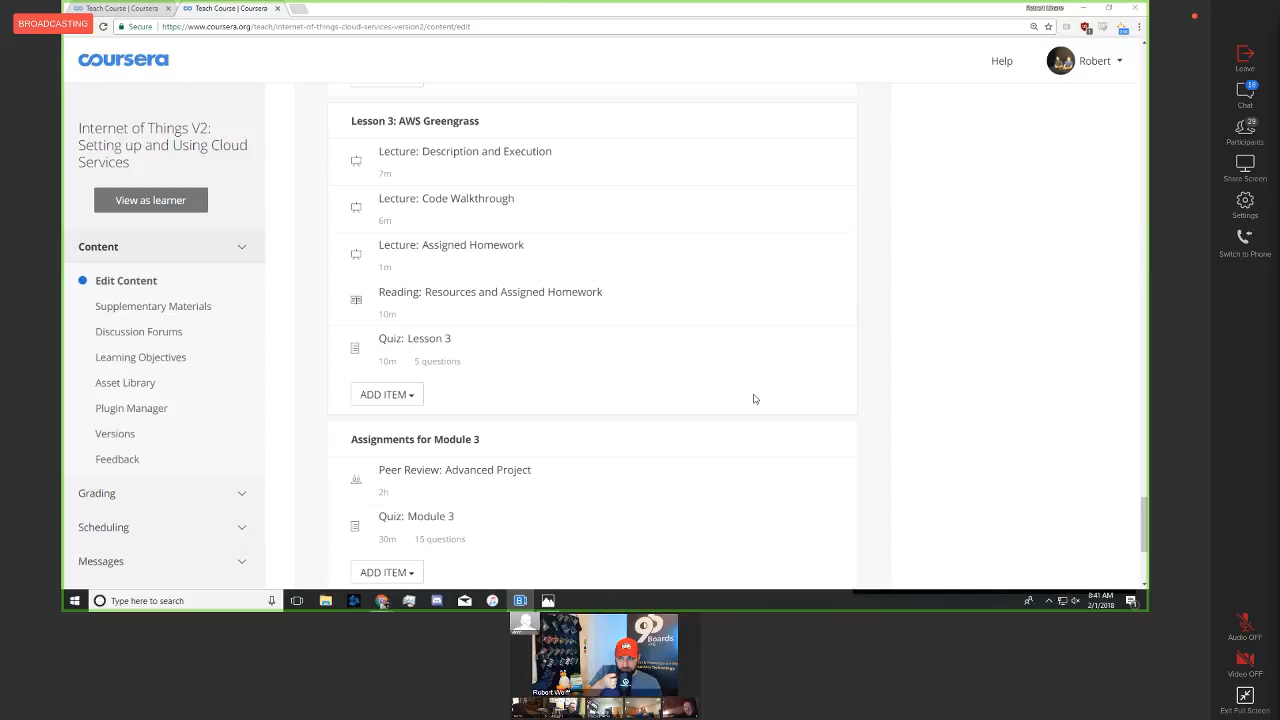 BROADCASTING
Teach Course | Coursera
Teach Course | Coursera
Secure
https://www.coursera.org/teach/internet-of-things-cloud-services-version2/content/edit
coursera
Help
Robert
Internet of Things V2:
Setting up and Using Cloud
Services
View as learner
Content
Edit Content
Supplementary Materials
Discussion Forums
Learning Objectives
Asset Library
Plugin Manager
Versions
Feedback
Grading
Scheduling
Messages
Lesson 3: AWS Greengrass
Lecture: Description and Execution
7m
Lecture: Code Walkthrough
6m
Lecture: Assigned Homework
1m
Reading: Resources and Assigned Homework
10m
Quiz: Lesson 3
10m 5 questions
ADD ITEM
Assignments for Module 3
Peer Review: Advanced Project
2h
Quiz: Module 3
30m 15 questions
ADD ITEM
Type here to search
8:41 AM
2/1/2018
Leave
18
Chat
29
Participants
Share Screen
Settings
Switch to Phone
Audio OFF
Video OFF
Exit Full Screen
96
Boards
Robert Wolff